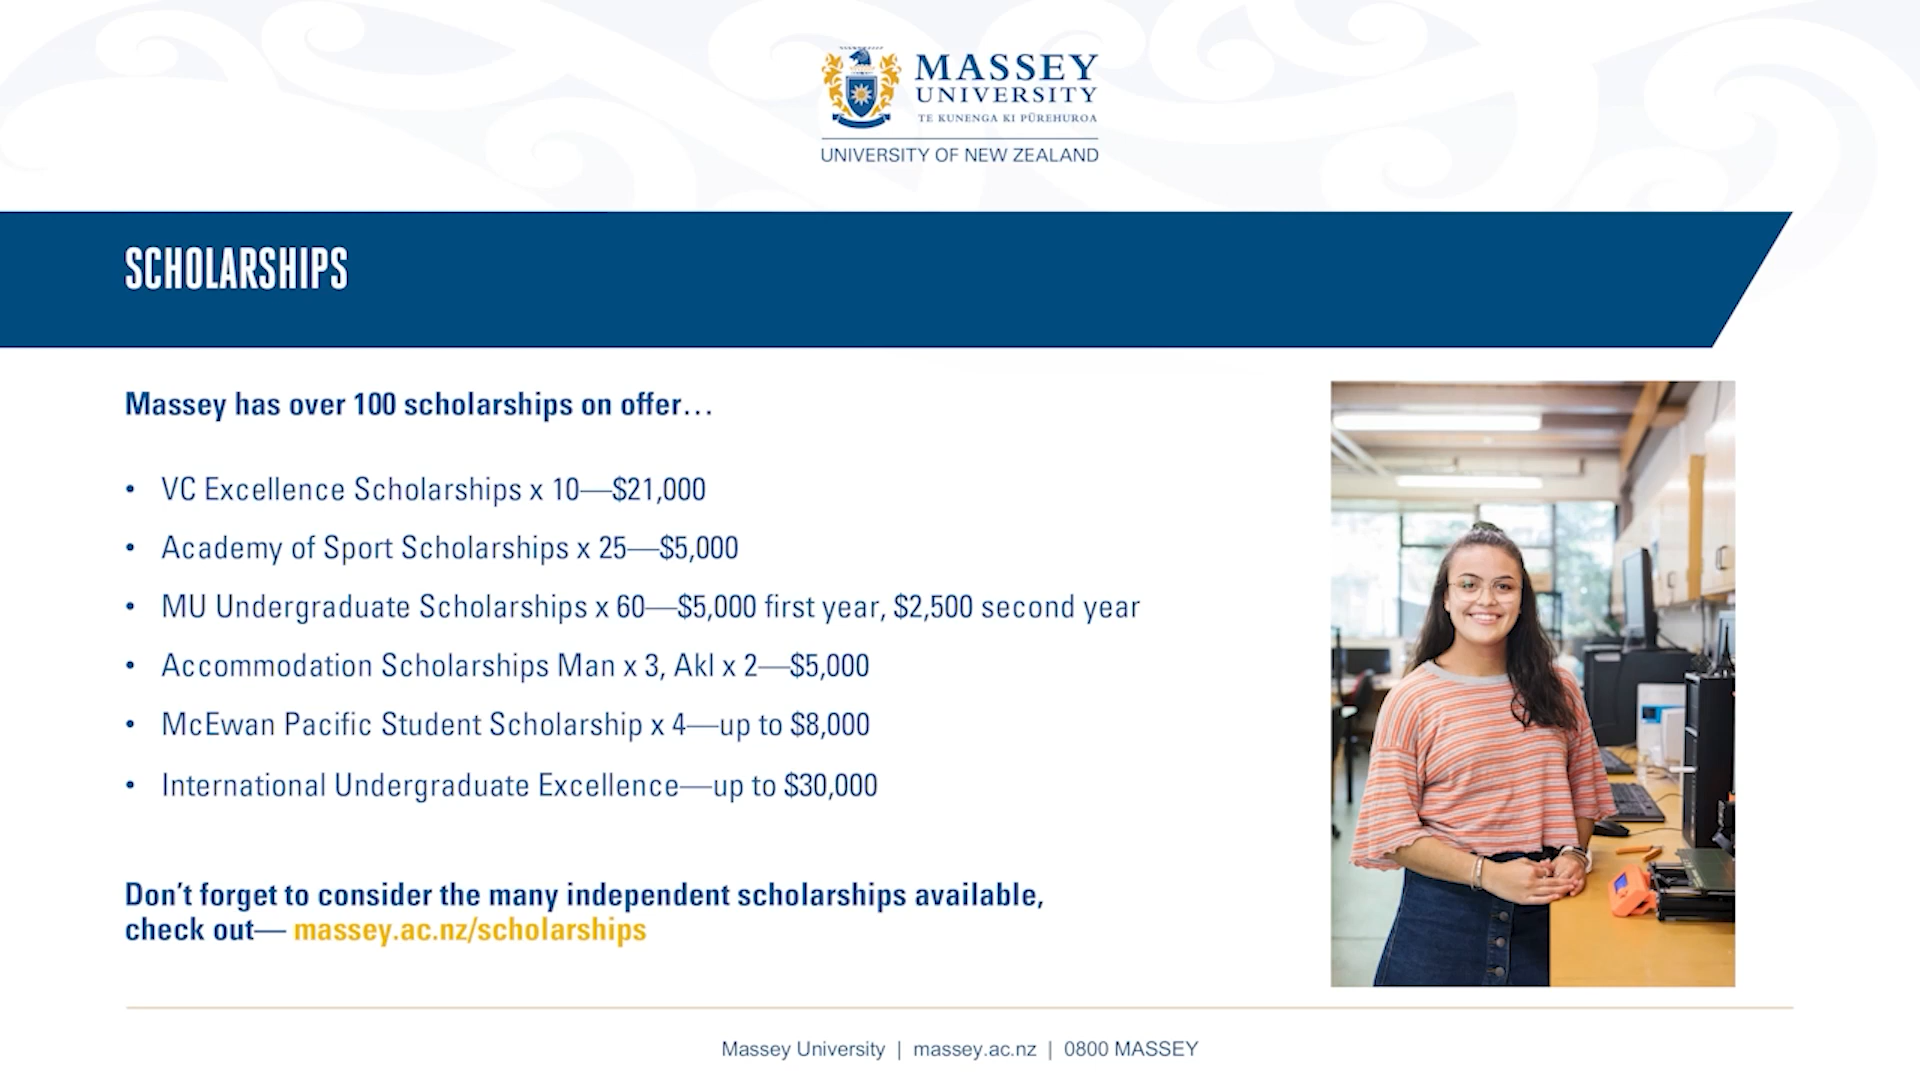 MASSEY
UNIVERSITY
TE KUNENGA KI PŪREHUROA
UNIVERSITY OF NEW ZEALAND
SCHOLARSHIPS
Massey has over 100 scholarships on offer…
• VC Excellence Scholarships x 10—$21,000
• Academy of Sport Scholarships x 25—$5,000
• MU Undergraduate Scholarships x 60—$5,000 first year, $2,500 second year
• Accommodation Scholarships Man x 3, Akl x 2—$5,000
• McEwan Pacific Student Scholarship x 4—up to $8,000
• International Undergraduate Excellence—up to $30,000
Don’t forget to consider the many independent scholarships available,
check out— massey.ac.nz/scholarships
Massey University | massey.ac.nz | 0800 MASSEY